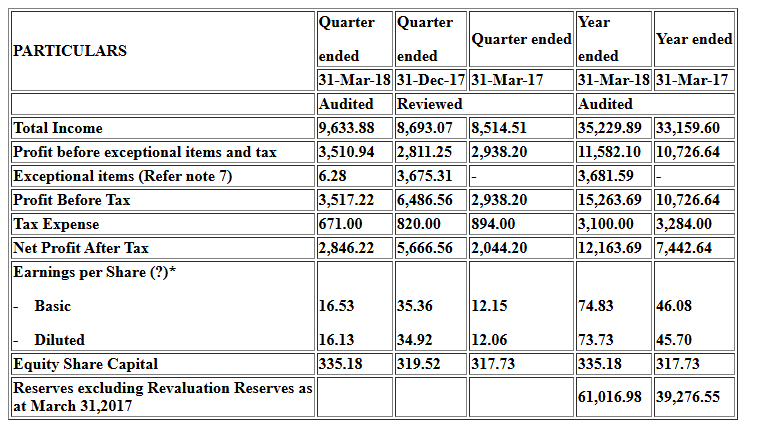 PARTICULARS Quarter ended Quarter ended Quarter ended Year ended Year ended
31-Mar-18 31-Dec-17 31-Mar-17 31-Mar-18 31-Mar-17
Audited Reviewed Audited
Total Income 9,633.88 8,693.07 8,514.51 35,229.89 33,159.60
Profit before exceptional items and tax 3,510.94 2,811.25 2,938.20 11,582.10 10,726.64
Exceptional items (Refer note 7) 6.28 3,675.31 - 3,681.59 -
Profit Before Tax 3,517.22 6,486.56 2,938.20 15,263.69 10,726.64
Tax Expense 671.00 820.00 894.00 3,100.00 3,284.00
Net Profit After Tax 2,846.22 5,666.56 2,044.20 12,163.69 7,442.64
Earnings per Share (?)*
- Basic 16.53 35.36 12.15 74.83 46.08
- Diluted 16.13 34.92 12.06 73.73 45.70
Equity Share Capital 335.18 319.52 317.73 335.18 317.73
Reserves excluding Revaluation Reserves as
at March 31,2017 61,016.98 39,276.55